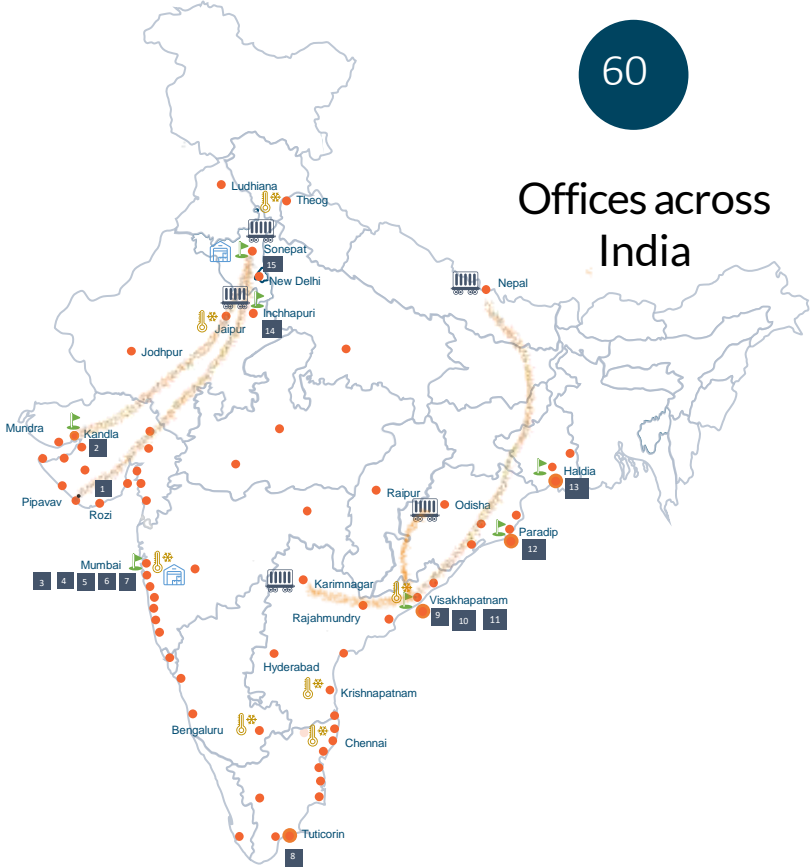 60
Offices across
India
Ludhiana
Theog
Sonepat
15
New Delhi
Nepal
Inchhapuri
Jaipur
14
Jodhpur
Mundra
Kandla
2
Haldia
1
13
Raipur
Pipavav
Odisha
Rozi
Paradip
12
Mumbai
3 4 5 6 7
Karimnagar
Visakhapatnam
Rajahmundry
9 10 11
Hyderabad
Krishnapatnam
Bengaluru
Chennai
Tuticorin
8